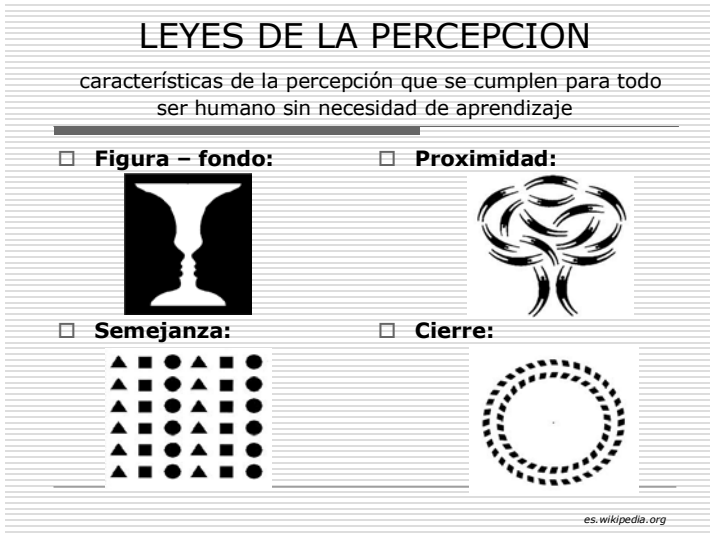 LEYES DE LA PERCEPCION
características de la percepción que se cumplen para todo
ser humano sin necesidad de aprendizaje
Figura – fondo:
Proximidad:
Semejanza:
Cierre:
es.wikipedia.org